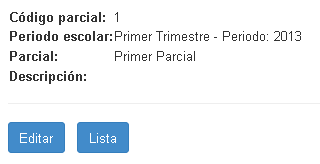 Código parcial: 1
Periodo escolar: Primer Trimestre - Periodo: 2013
Parcial: Primer Parcial
Descripción:
Editar Lista